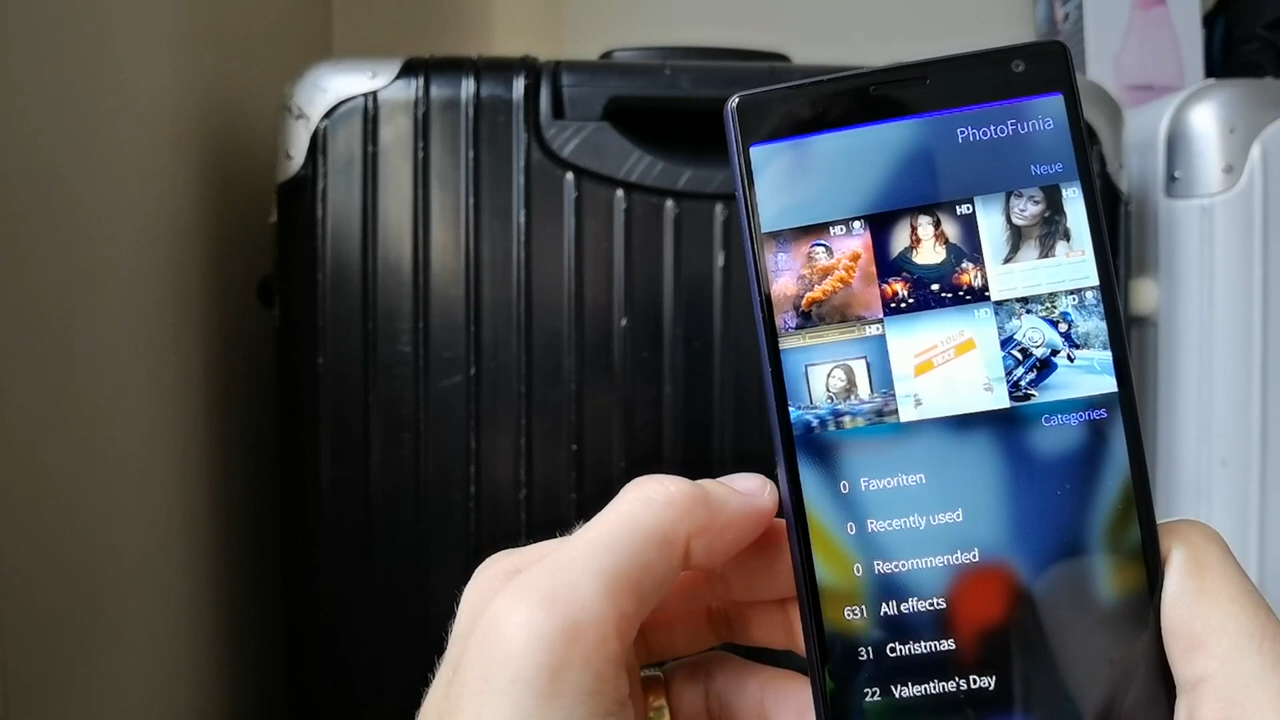 PhotoFunia
Neue
HD
HD
HD
HD
HD
HD
YOUR
TEXT
Categories
0 Favoriten
0 Recently used
0 Recommended
631 All effects
31 Christmas
22 Valentine's Day